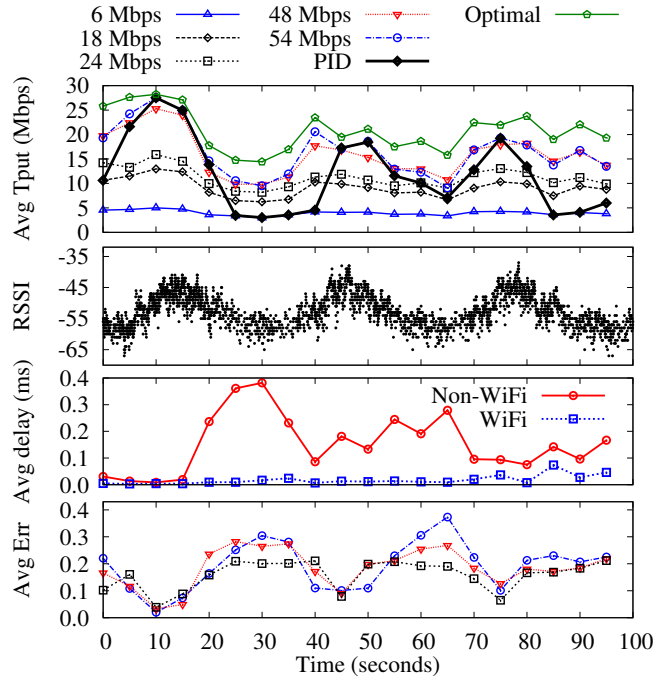 6 Mbps 48 Mbps Optimal
18 Mbps 54 Mbps
24 Mbps PID
Avg Tput (Mbps)
30
25
20
15
10
5
0
RSSI
-35
-45
-55
-65
Avg delay (ms)
0.4
0.3
0.2
0.1
0.0
Non-WiFi
WiFi
Avg Err
0.4
0.3
0.2
0.1
0.0
0 10 20 30 40 50 60 70 80 90 100
Time (seconds)